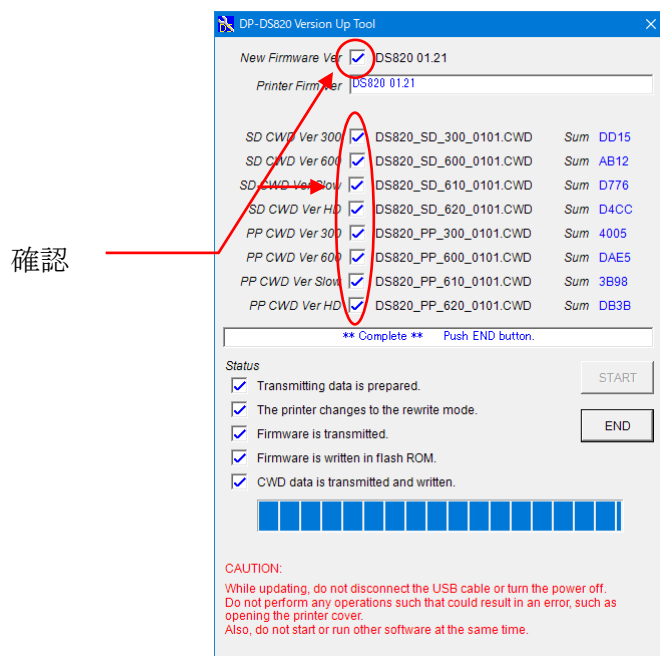 DP-DS820 Version Up Tool
New Firmware Ver DS820 01.21
Printer Firm Ver DS820 01.21
SD CWD Ver 300 DS820_SD_300_0101.CWD Sum DD15
SD CWD Ver 600 DS820_SD_600_0101.CWD Sum AB12
SD CWD Ver Slow DS820_SD_610_0101.CWD Sum D776
SD CWD Ver HD DS820_SD_620_0101.CWD Sum D4CC
PP CWD Ver 300 DS820_PP_300_0101.CWD Sum 4005
確認
PP CWD Ver 600 DS820_PP_600_0101.CWD Sum DAE5
PP CWD Ver Slow DS820_PP_610_0101.CWD Sum 3B98
PP CWD Ver HD DS820_PP_620_0101.CWD Sum DB3B
** Complete ** Push END button.
Status
Transmitting data is prepared.
START
The printer changes to the rewrite mode.
END
Firmware is transmitted.
Firmware is written in flash ROM.
CWD data is transmitted and written.
CAUTION:
While updating, do not disconnect the USB cable or turn the power off.
Do not perform any operations such that could result in an error, such as
opening the printer cover.
Also, do not start or run other software at the same time.